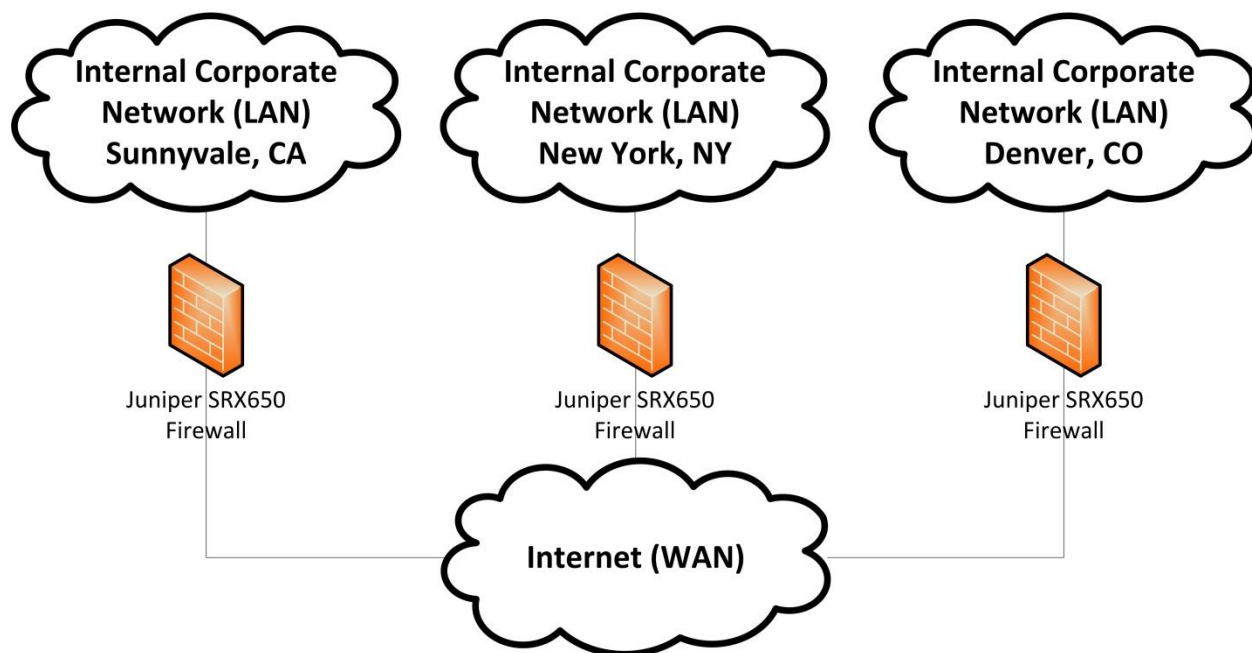 Internal Corporate
Network (LAN)
Sunnyvale, CA
Internal Corporate
Network (LAN)
New York, NY
Internal Corporate
Network (LAN)
Denver, CO
Juniper SRX650
Firewall
Juniper SRX650
Firewall
Juniper SRX650
Firewall
Internet (WAN)